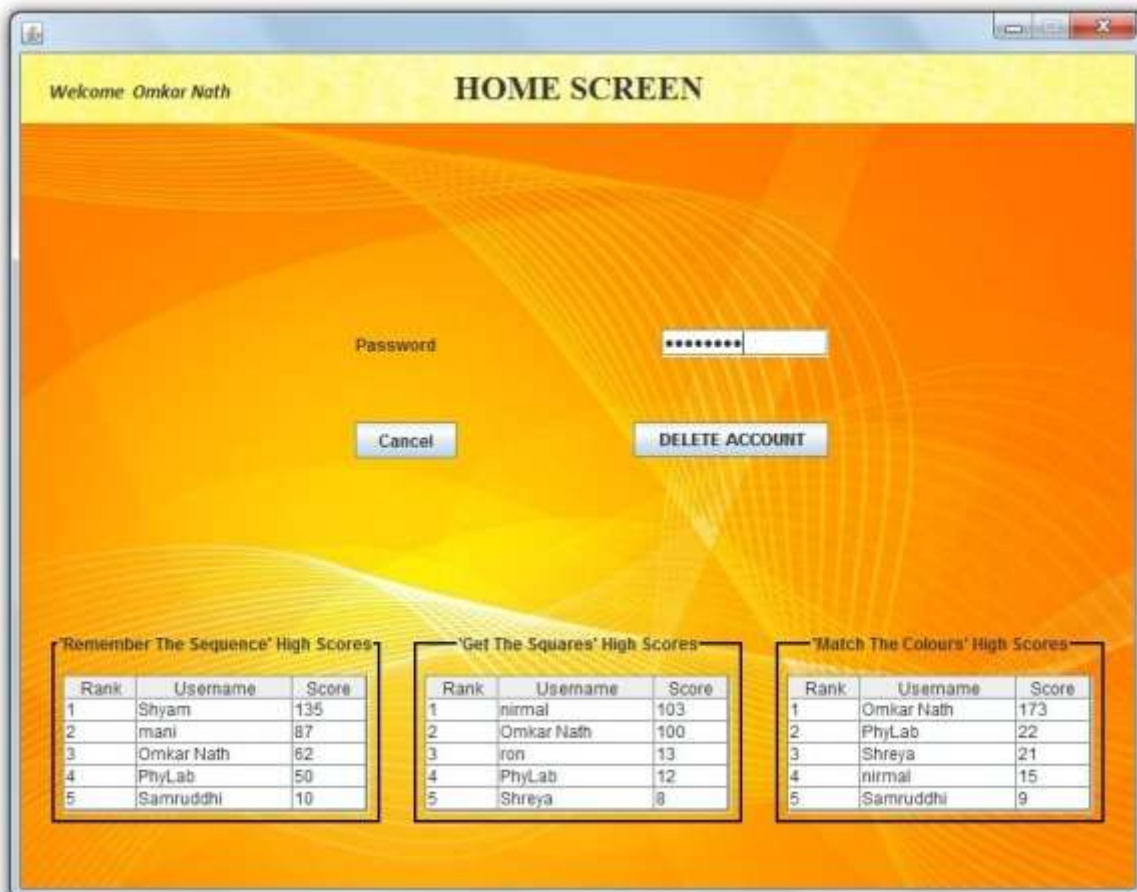 Welcome Omkar Nath
HOME SCREEN
Password
••••••••
Cancel
DELETE ACCOUNT
'Remember The Sequence' High Scores
Rank Username Score
1 Shyam 135
2 mani 87
3 Omkar Nath 62
4 PhyLab 50
5 Samruddhi 10
'Get The Squares' High Scores
Rank Username Score
1 nirmal 103
2 Omkar Nath 100
3 ron 13
4 PhyLab 12
5 Shreya 8
'Match The Colours' High Scores
Rank Username Score
1 Omkar Nath 173
2 PhyLab 22
3 Shreya 21
4 nirmal 15
5 Samruddhi 9